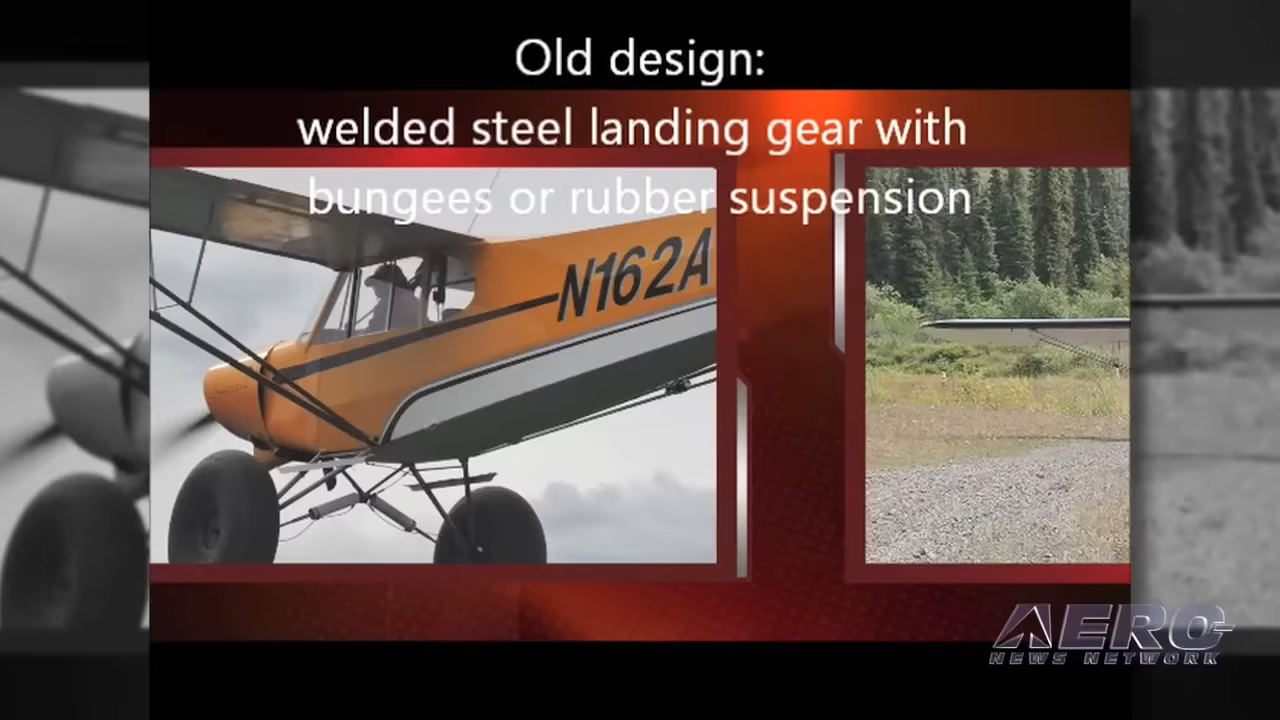 Old design:
welded steel landing gear with
bungees or rubber suspension
N162A
AERO
NEWS NETWORK